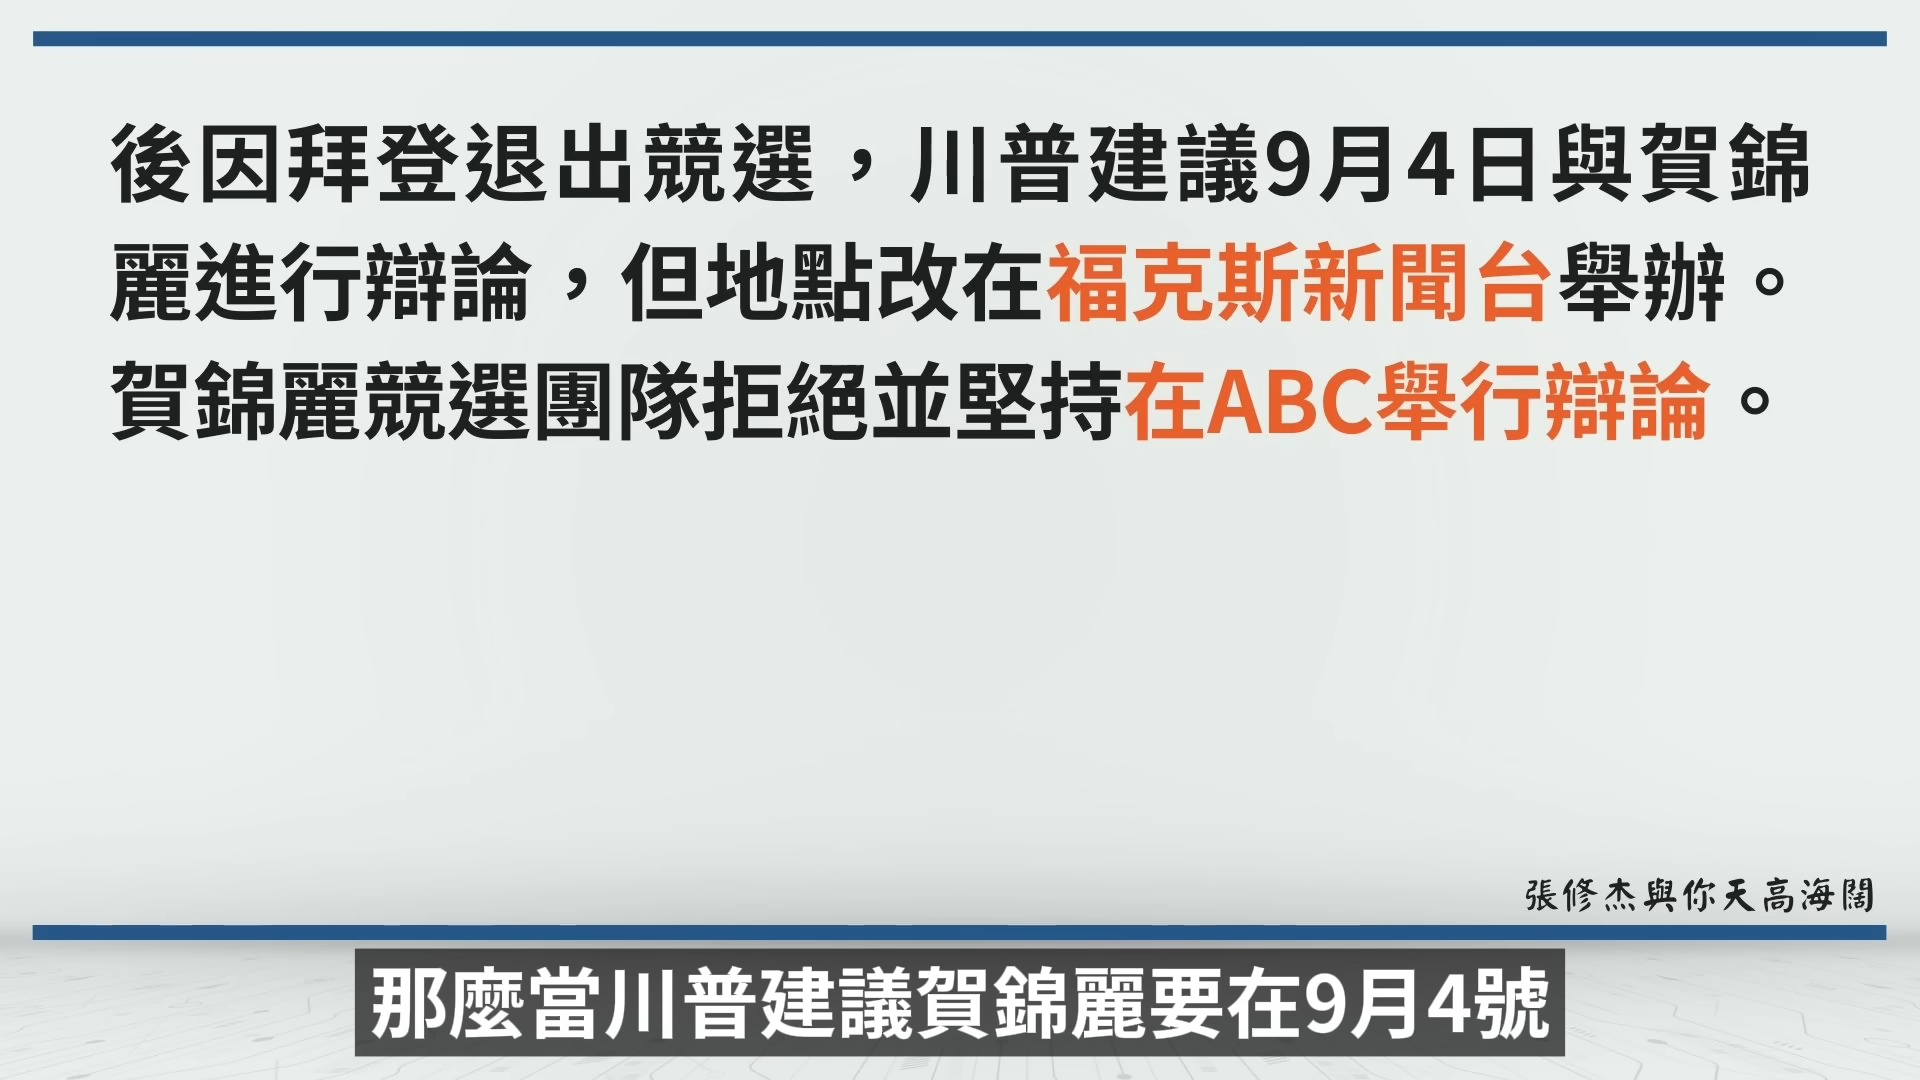 後因拜登退出競選，川普建議9月4日與賀錦
麗進行辯論，但地點改在福克斯新聞台舉辦。
賀錦麗競選團隊拒絕並堅持在ABC舉行辯論。
張修杰與你天高海闊
那麼當川普建議賀錦麗要在9月4號